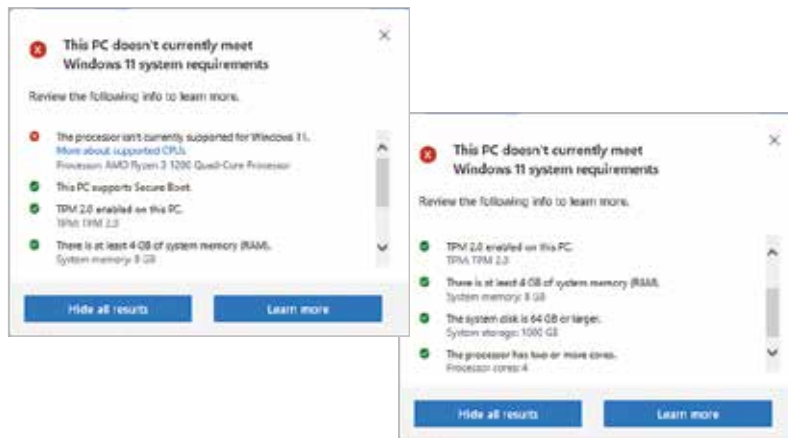 This PC doesn't currently meet
Windows 11 system requirements
Review the following info to learn more.
The processor isn't currently supported for Windows 11.
More about supported CPUs
Processor: AMD Ryzen 3 1200 Quad-Core Processor
This PC supports Secure Boot.
TPM 2.0 enabled on this PC.
TPM: TPM 2.0
There is at least 4 GB of system memory (RAM).
System memory: 8 GB
Hide all results
Learn more
This PC doesn't currently meet
Windows 11 system requirements
Review the following info to learn more.
TPM 2.0 enabled on this PC.
TPM: TPM 2.0
There is at least 4 GB of system memory (RAM).
System memory: 8 GB
The system disk is 64 GB or larger.
System storage: 1000 GB
The processor has two or more cores.
Processor cores: 4
Hide all results
Learn more